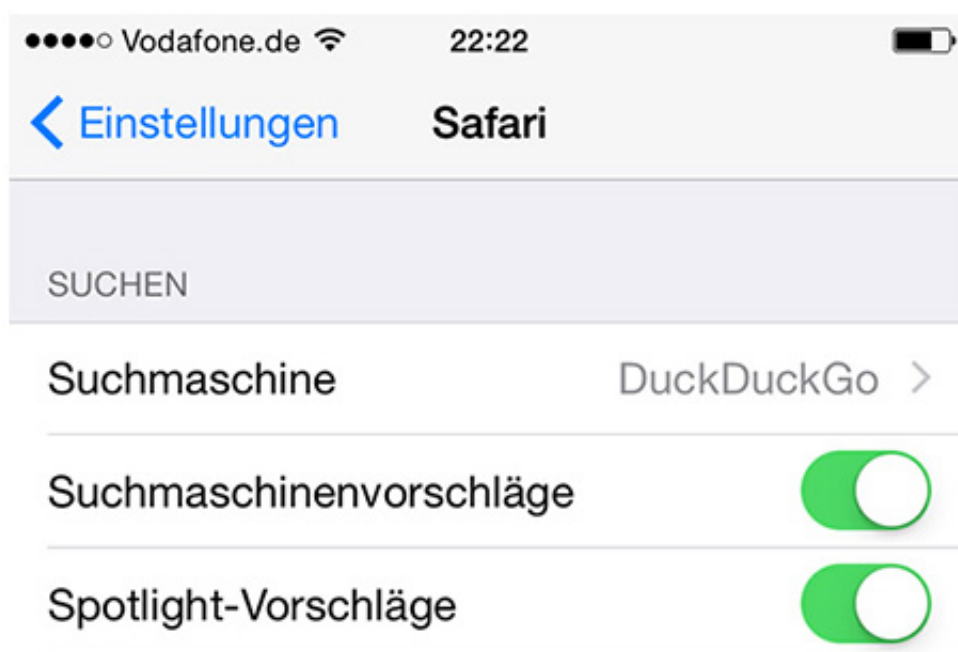 Vodafone.de 22:22
Einstellungen Safari
SUCHEN
Suchmaschine DuckDuckGo
Suchmaschinenvorschläge
Spotlight-Vorschläge